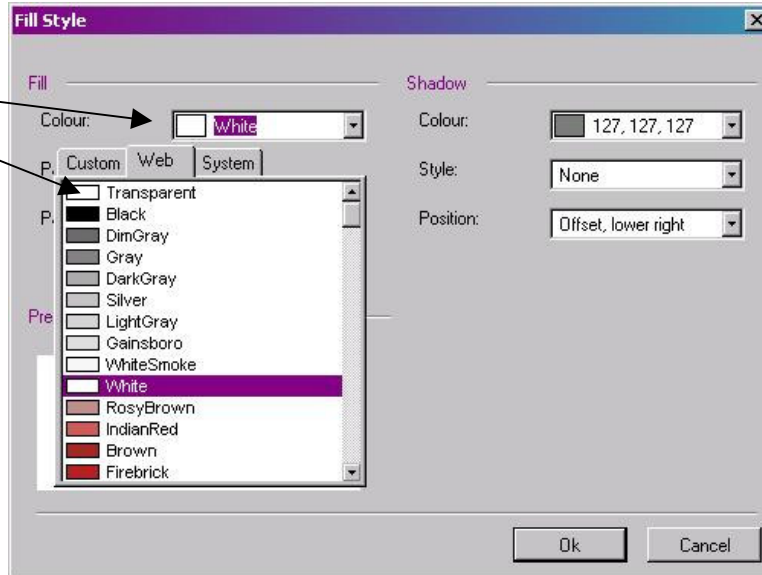 Fill Style
Fill
Shadow
Colour:
White
Colour:
127, 127, 127
Custom
Web
System
Style:
None
Transparent
Black
Position:
Offset, lower right
DimGray
Gray
DarkGray
Silver
LightGray
Gainsboro
WhiteSmoke
White
RosyBrown
IndianRed
Brown
Firebrick
Ok
Cancel